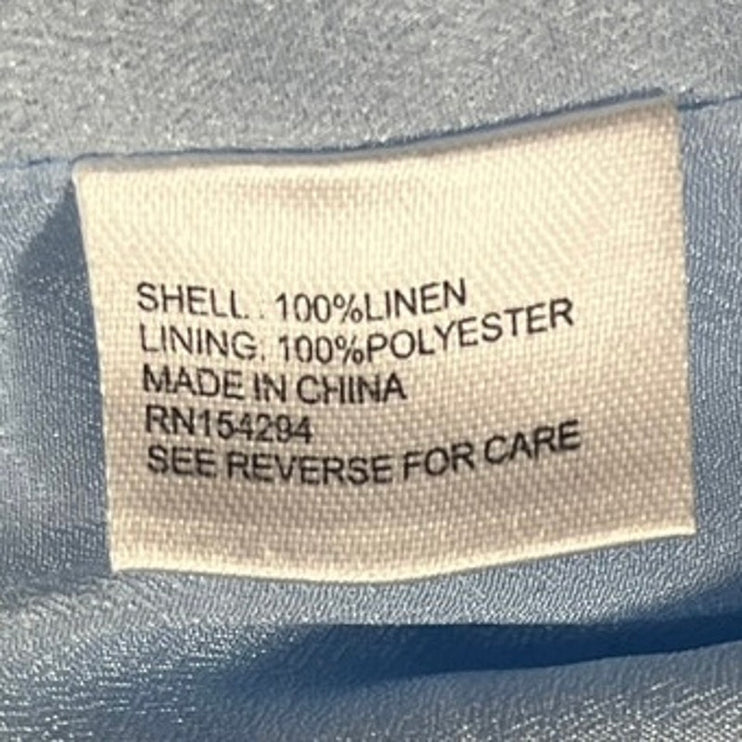 SHELL: 100%LINEN
LINING: 100%POLYESTER
MADE IN CHINA
RN154294
SEE REVERSE FOR CARE